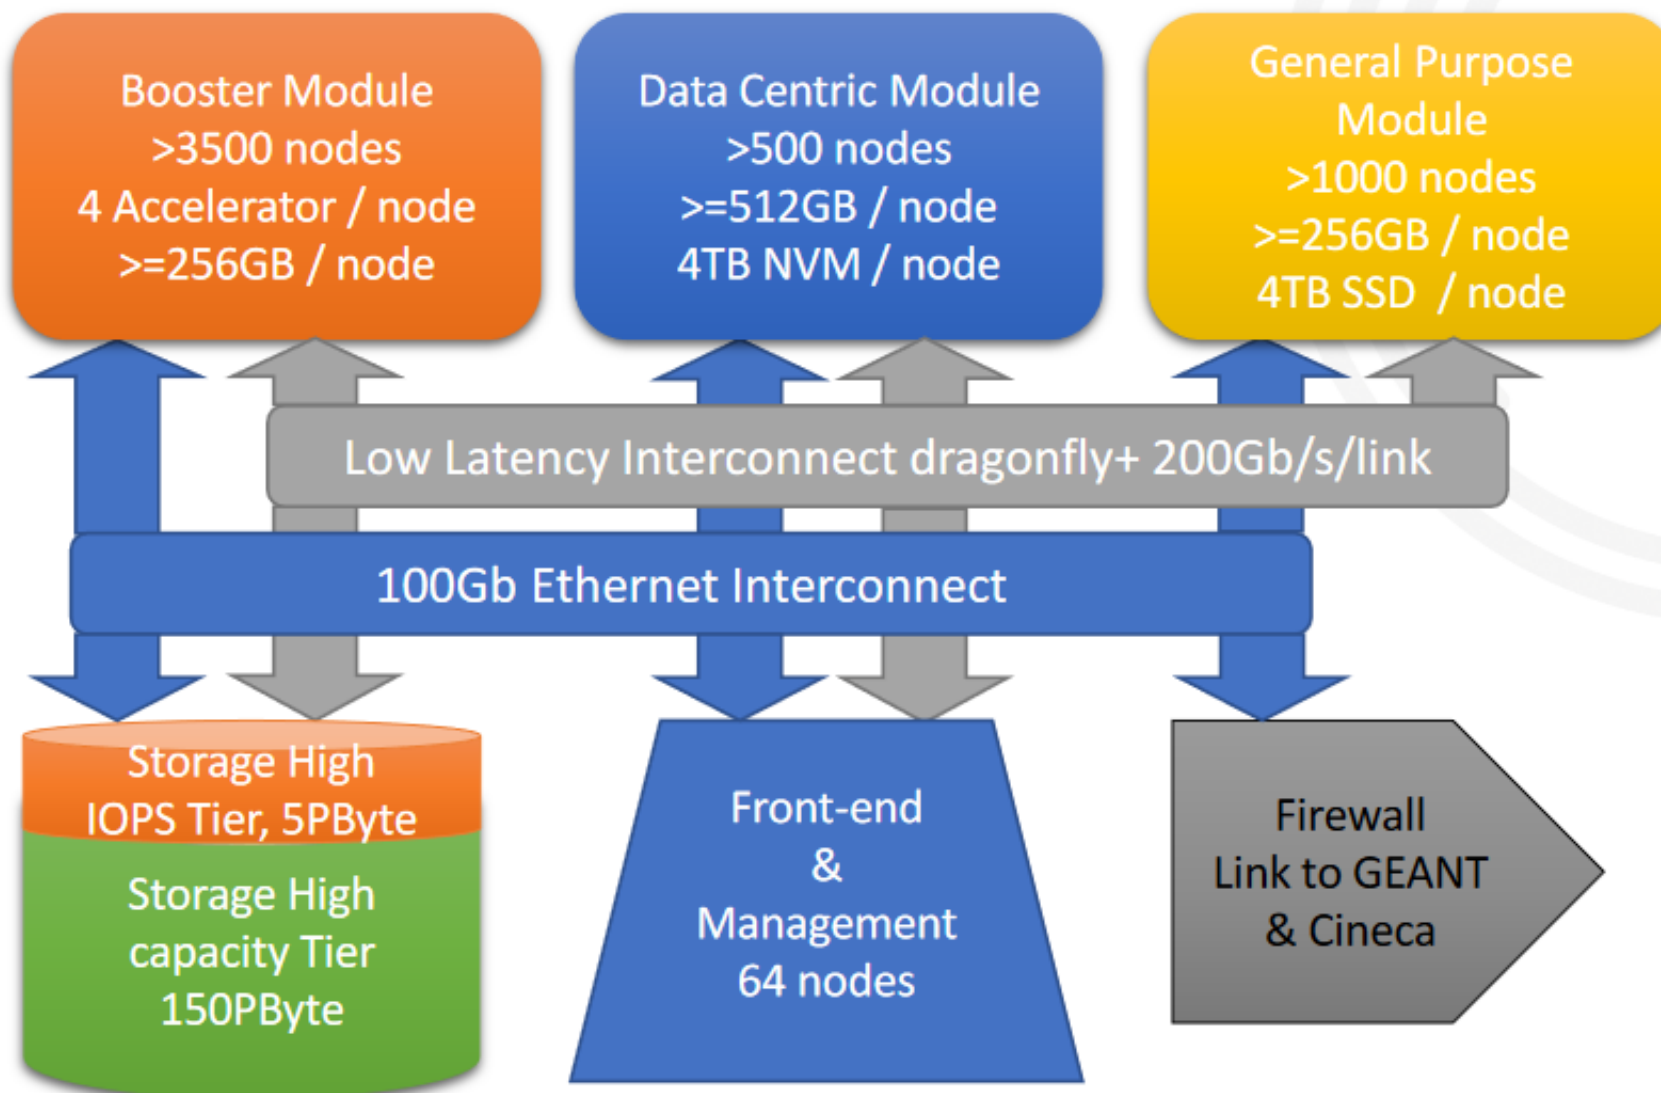 Booster Module
>3500 nodes
4 Accelerator / node
>=256GB / node
Data Centric Module
>500 nodes
>=512GB / node
4TB NVM / node
General Purpose
Module
>1000 nodes
>=256GB / node
4TB SSD / node
Low Latency Interconnect dragonfly+ 200Gb/s/link
100Gb Ethernet Interconnect
Storage High
IOPS Tier, 5PByte
Storage High
capacity Tier
150PByte
Front-end
&
Management
64 nodes
Firewall
Link to GEANT
& Cineca